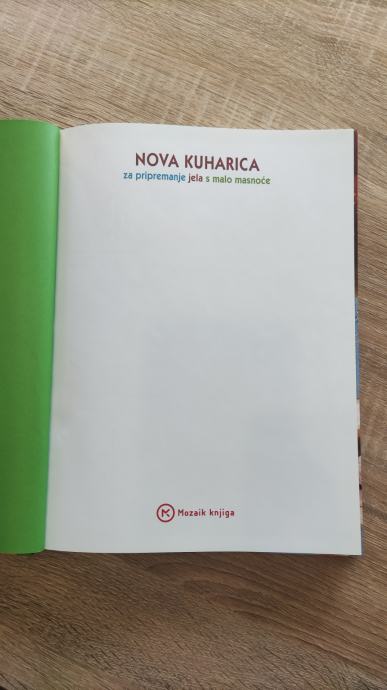 NOVA KUHARICA
za pripremanje jela s malo masnoće
Mozaik knjiga